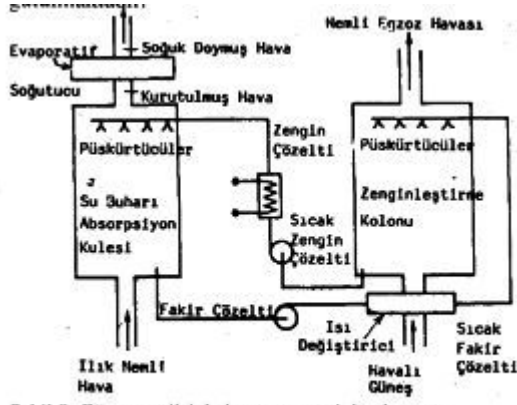 Nemli Egzoz Havası
Soğuk Doymuş Hava
Evaporatif
Soğutucu
Kurutulmuş Hava
Püskürtücüler
Su Buharı
Absorpsiyon
Kulesi
Zengin
Çözelti
Sıcak
Zengin
Çözelti
Püskürtücüler
Zenginleştirme
Kolonu
Fakir Çözelti
Isı
Değiştirici
Sıcak
Fakir
Çözelti
Ilık Nemli
Hava
Havalı
Güneş